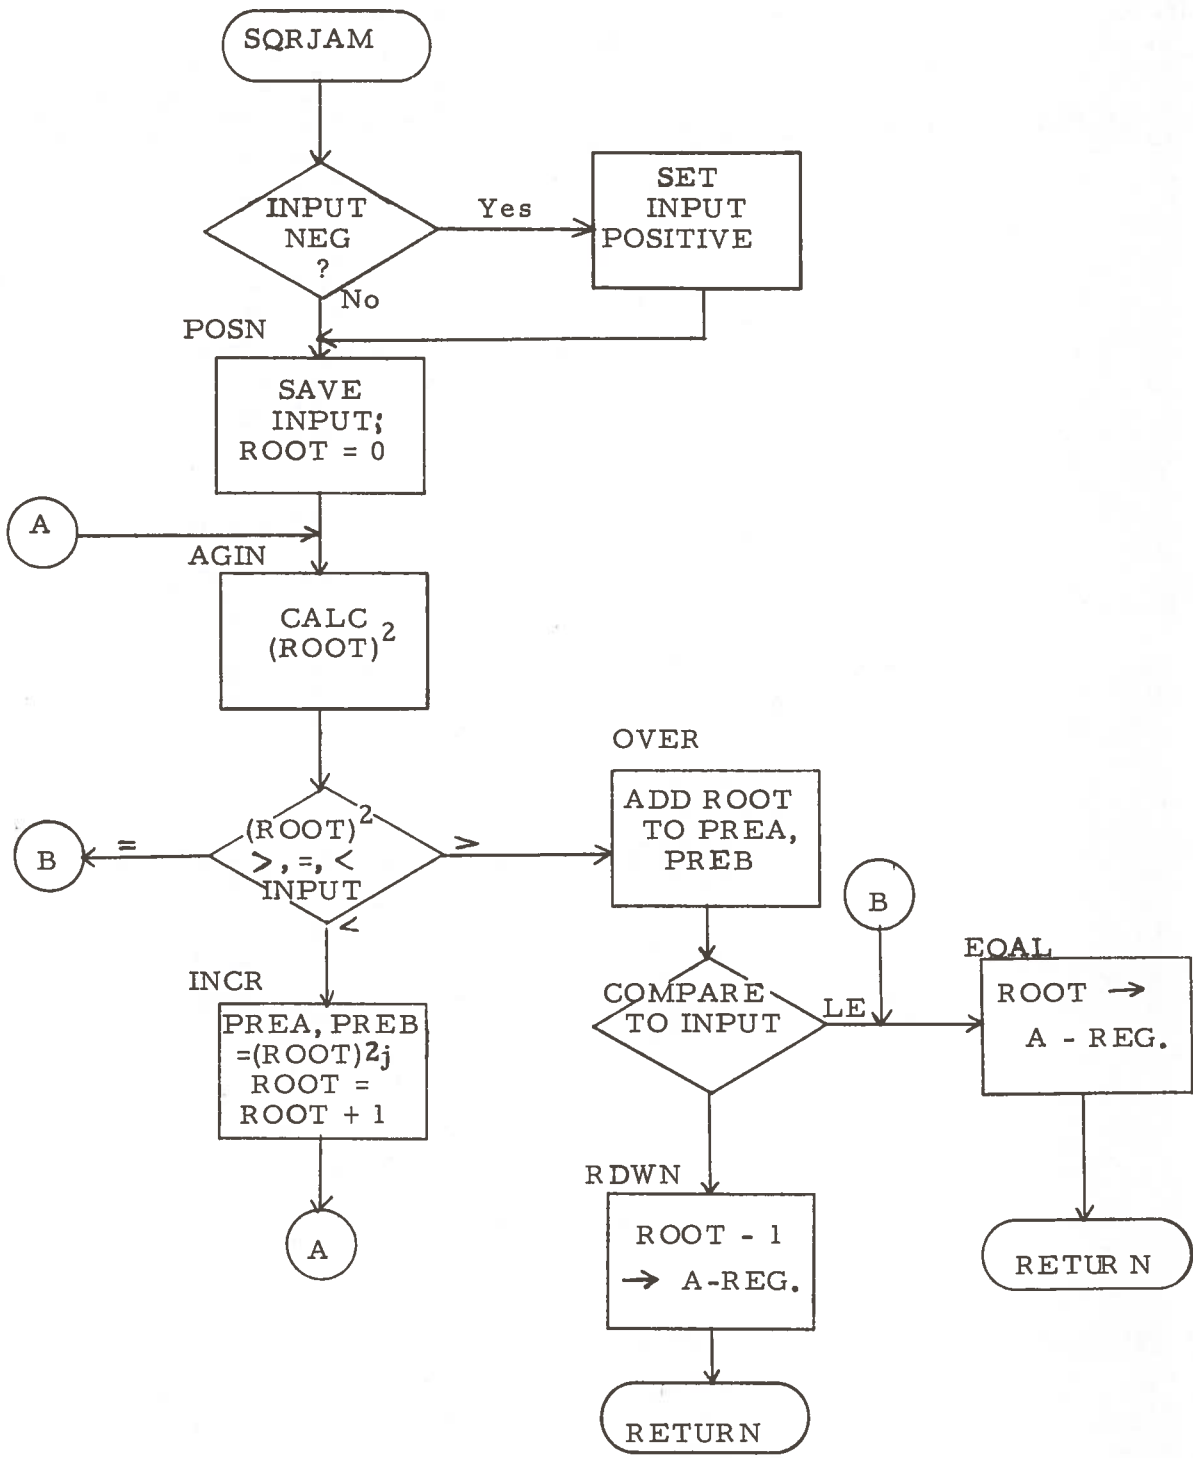 SQRJAM
INPUT
NEG
?
Yes
SET
INPUT
POSITIVE
No
POSN
SAVE
INPUT;
ROOT = 0
A
AGIN
CALC
(ROOT)²
(ROOT)²
>, =, <
INPUT
=
B
>
<
OVER
ADD ROOT
TO PREA,
PREB
B
INCR
PREA, PREB
=(ROOT)2j
ROOT =
ROOT + 1
A
COMPARE
TO INPUT
LE
EQAL
ROOT →
A - REG.
RETURN
RDWN
ROOT - 1
→ A-REG.
RETURN